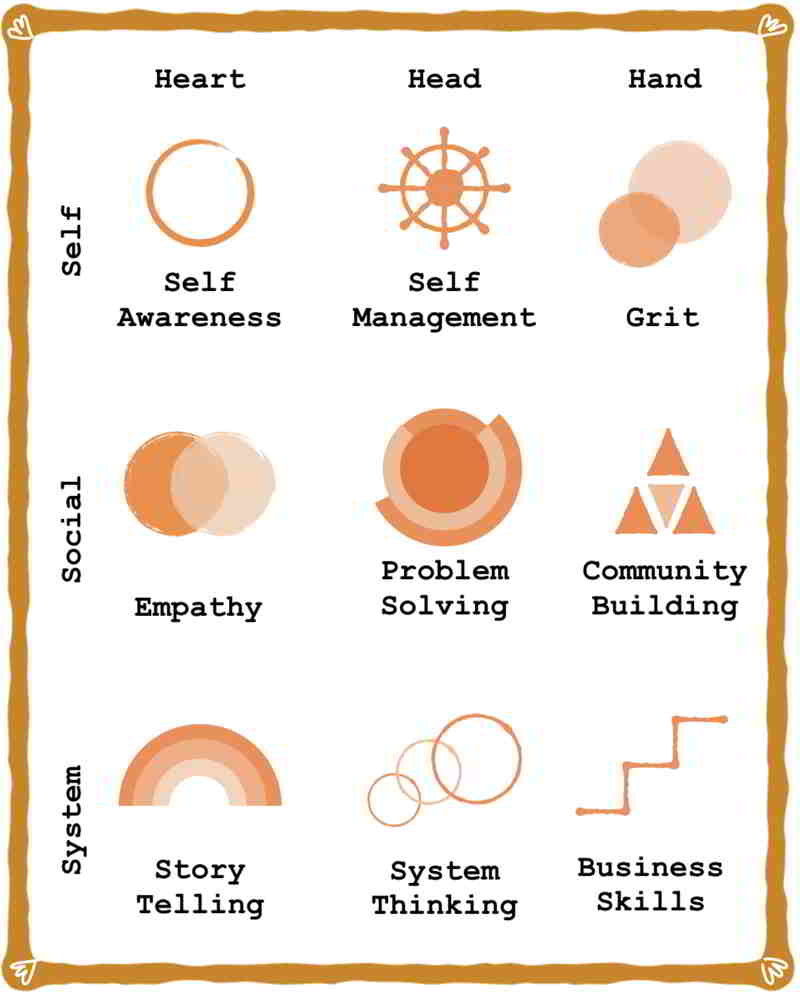 Heart Head Hand
Self
Self Self
Awareness Management Grit
Social
Problem Community
Empathy Solving Building
System
Story System Business
Telling Thinking Skills